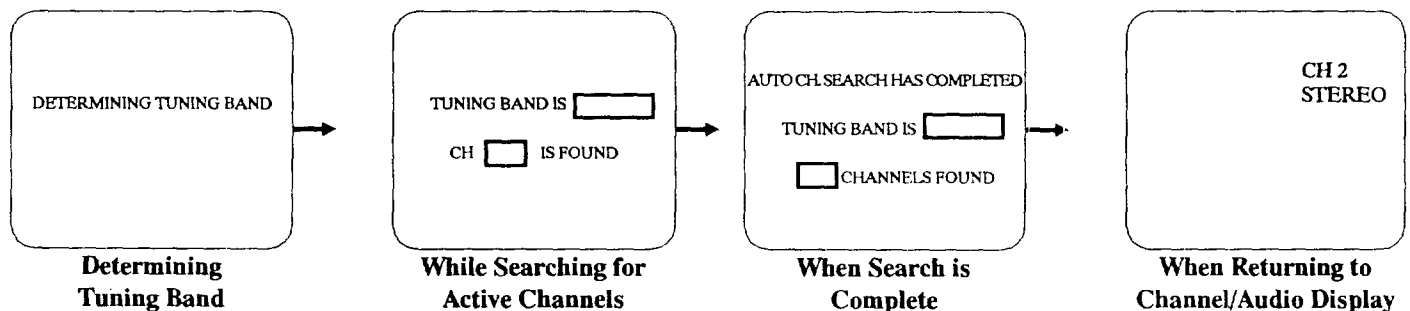 DETERMINING TUNING BAND
Determining
Tuning Band
TUNING BAND IS
CH IS FOUND
While Searching for
Active Channels
AUTO CH. SEARCH HAS COMPLETED
TUNING BAND IS
CHANNELS FOUND
When Search is
Complete
CH 2
STEREO
When Returning to
Channel/Audio Display